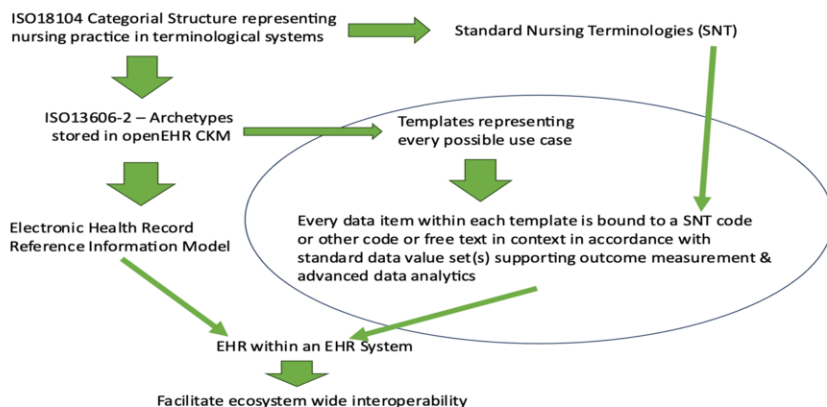 ISO18104 Categorial Structure representing
nursing practice in terminological systems
Standard Nursing Terminologies (SNT)
ISO13606-2 – Archetypes
stored in openEHR CKM
Templates representing
every possible use case
Electronic Health Record
Reference Information Model
Every data item within each template is bound to a SNT code
or other code or free text in context in accordance with
standard data value set(s) supporting outcome measurement &
advanced data analytics
EHR within an EHR System
Facilitate ecosystem wide interoperability